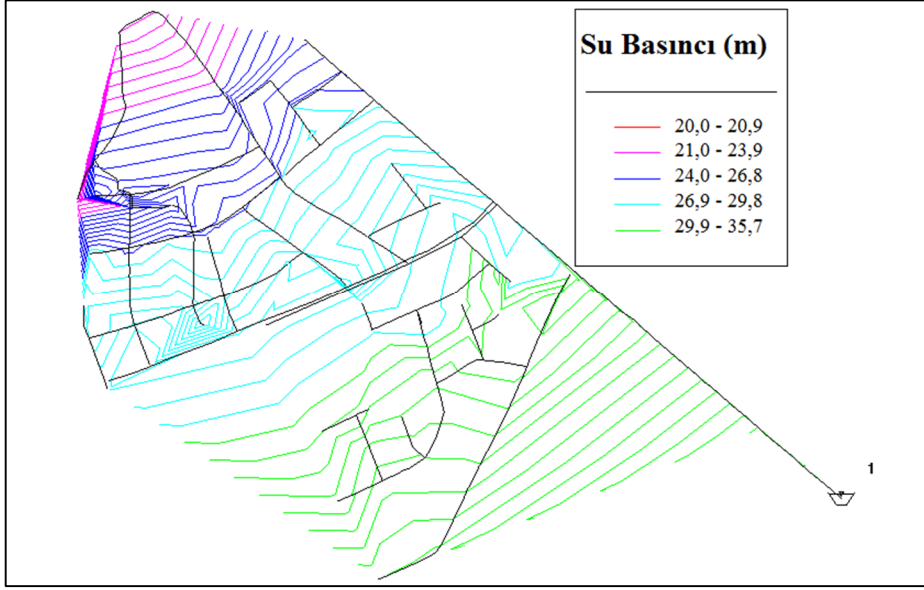 Su Basıncı (m)
20,0 - 20,9
21,0 - 23,9
24,0 - 26,8
26,9 - 29,8
29,9 - 35,7
1